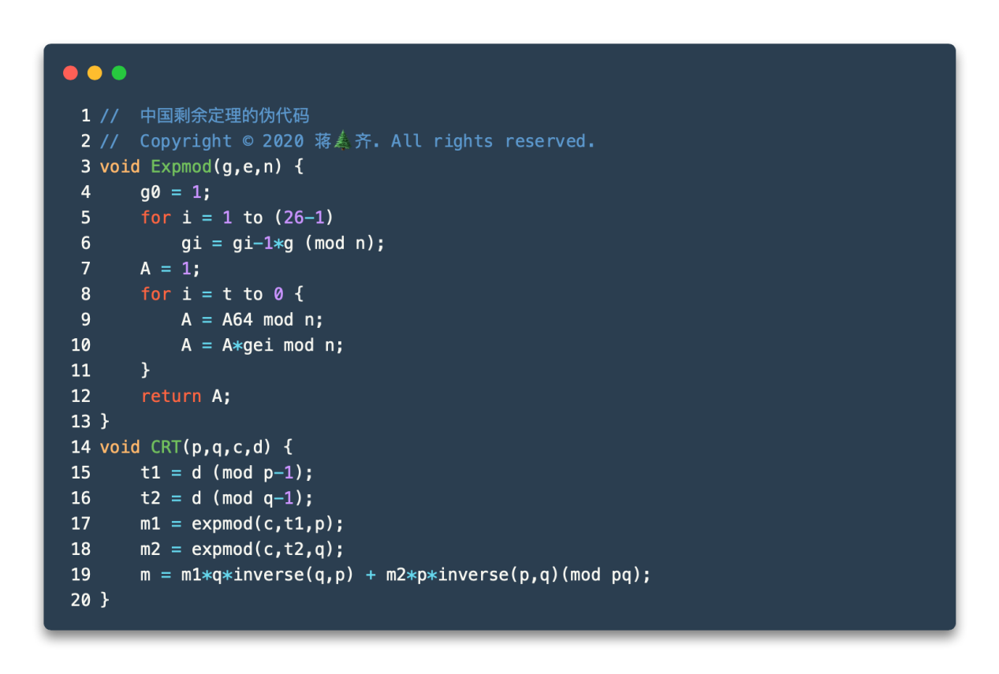 1 //  中国剩余定理的伪代码
2 //  Copyright © 2020 蒋🌲齐. All rights reserved.
3 void Expmod(g,e,n) {
4     g0 = 1;
5     for i = 1 to (26-1)
6         gi = gi-1*g (mod n);
7     A = 1;
8     for i = t to 0 {
9         A = A64 mod n;
10         A = A*gei mod n;
11     }
12     return A;
13 }
14 void CRT(p,q,c,d) {
15     t1 = d (mod p-1);
16     t2 = d (mod q-1);
17     m1 = expmod(c,t1,p);
18     m2 = expmod(c,t2,q);
19     m = m1*q*inverse(q,p) + m2*p*inverse(p,q)(mod pq);
20 }